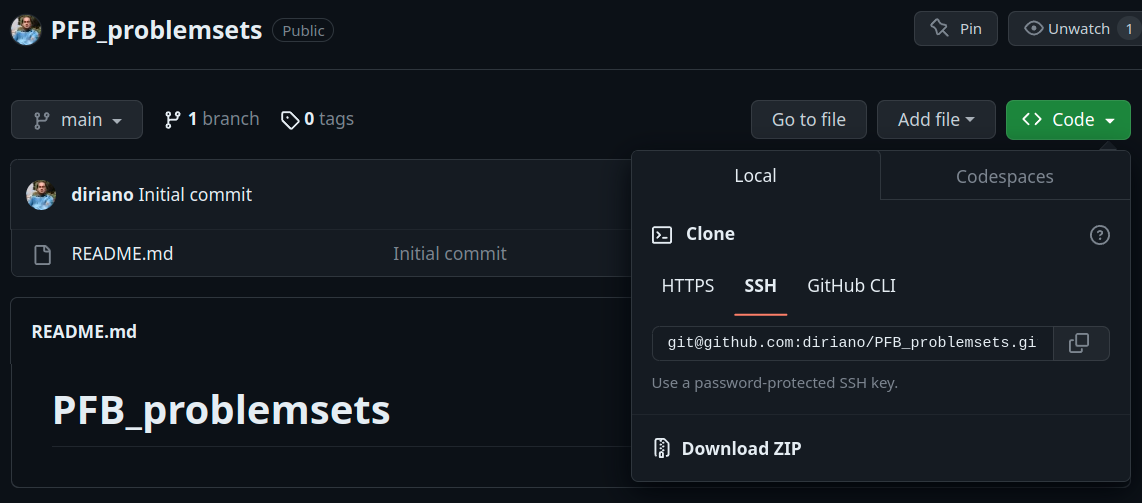 PFB_problemsets Public Pin Unwatch 1
main 1 branch 0 tags Go to file Add file <> Code
Local Codespaces
diriano Initial commit
Clone
README.md Initial commit
HTTPS SSH GitHub CLI
README.md
git@github.com:diriano/PFB_problemsets.gi
Use a password-protected SSH key.
PFB_problemsets
Download ZIP